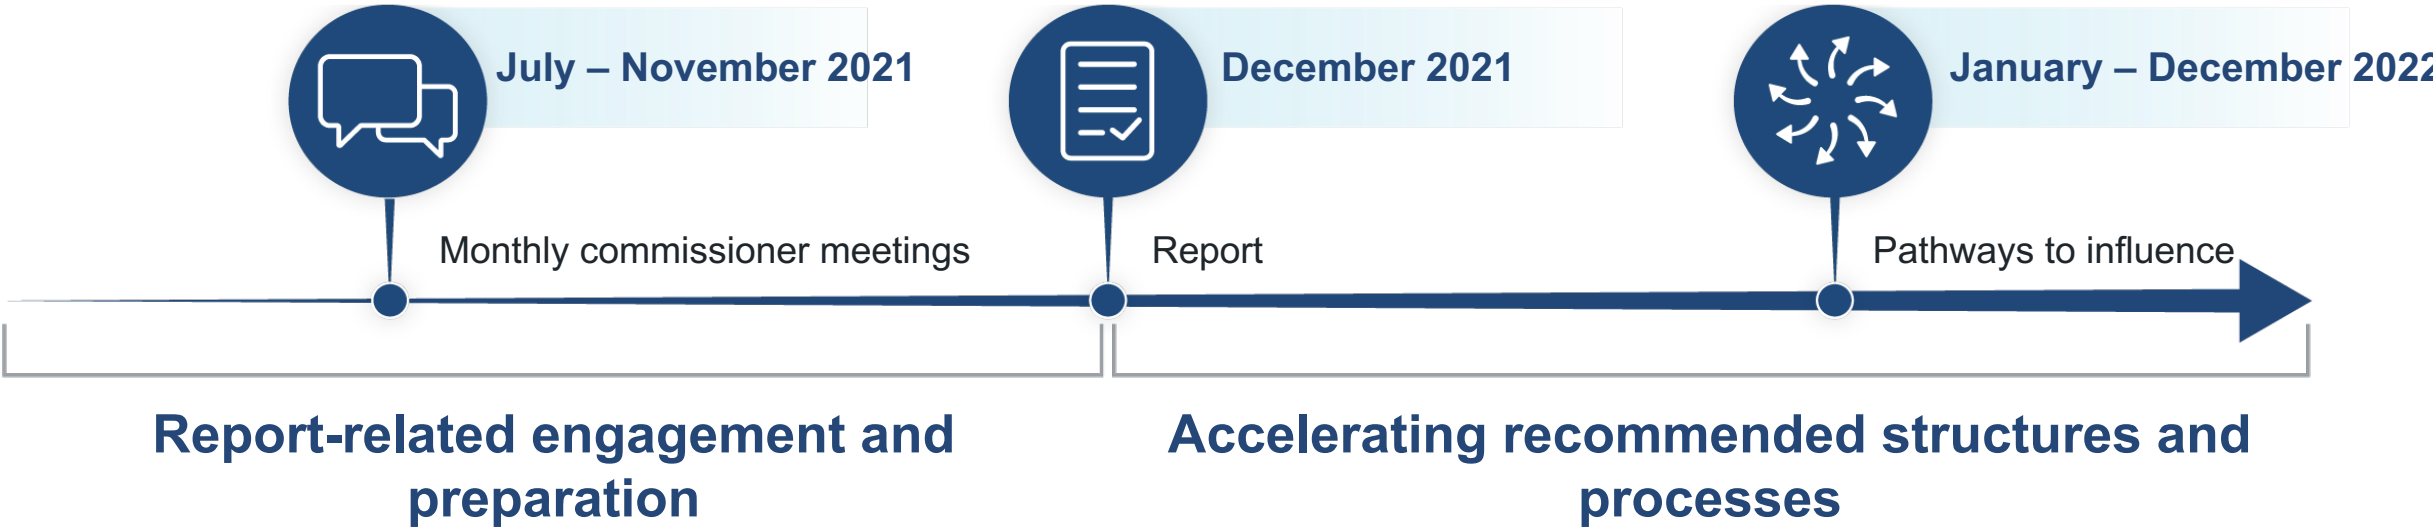 July – November 2021
December 2021
January – December 2022
Monthly commissioner meetings
Report
Pathways to influence
Report-related engagement and
preparation
Accelerating recommended structures and
processes